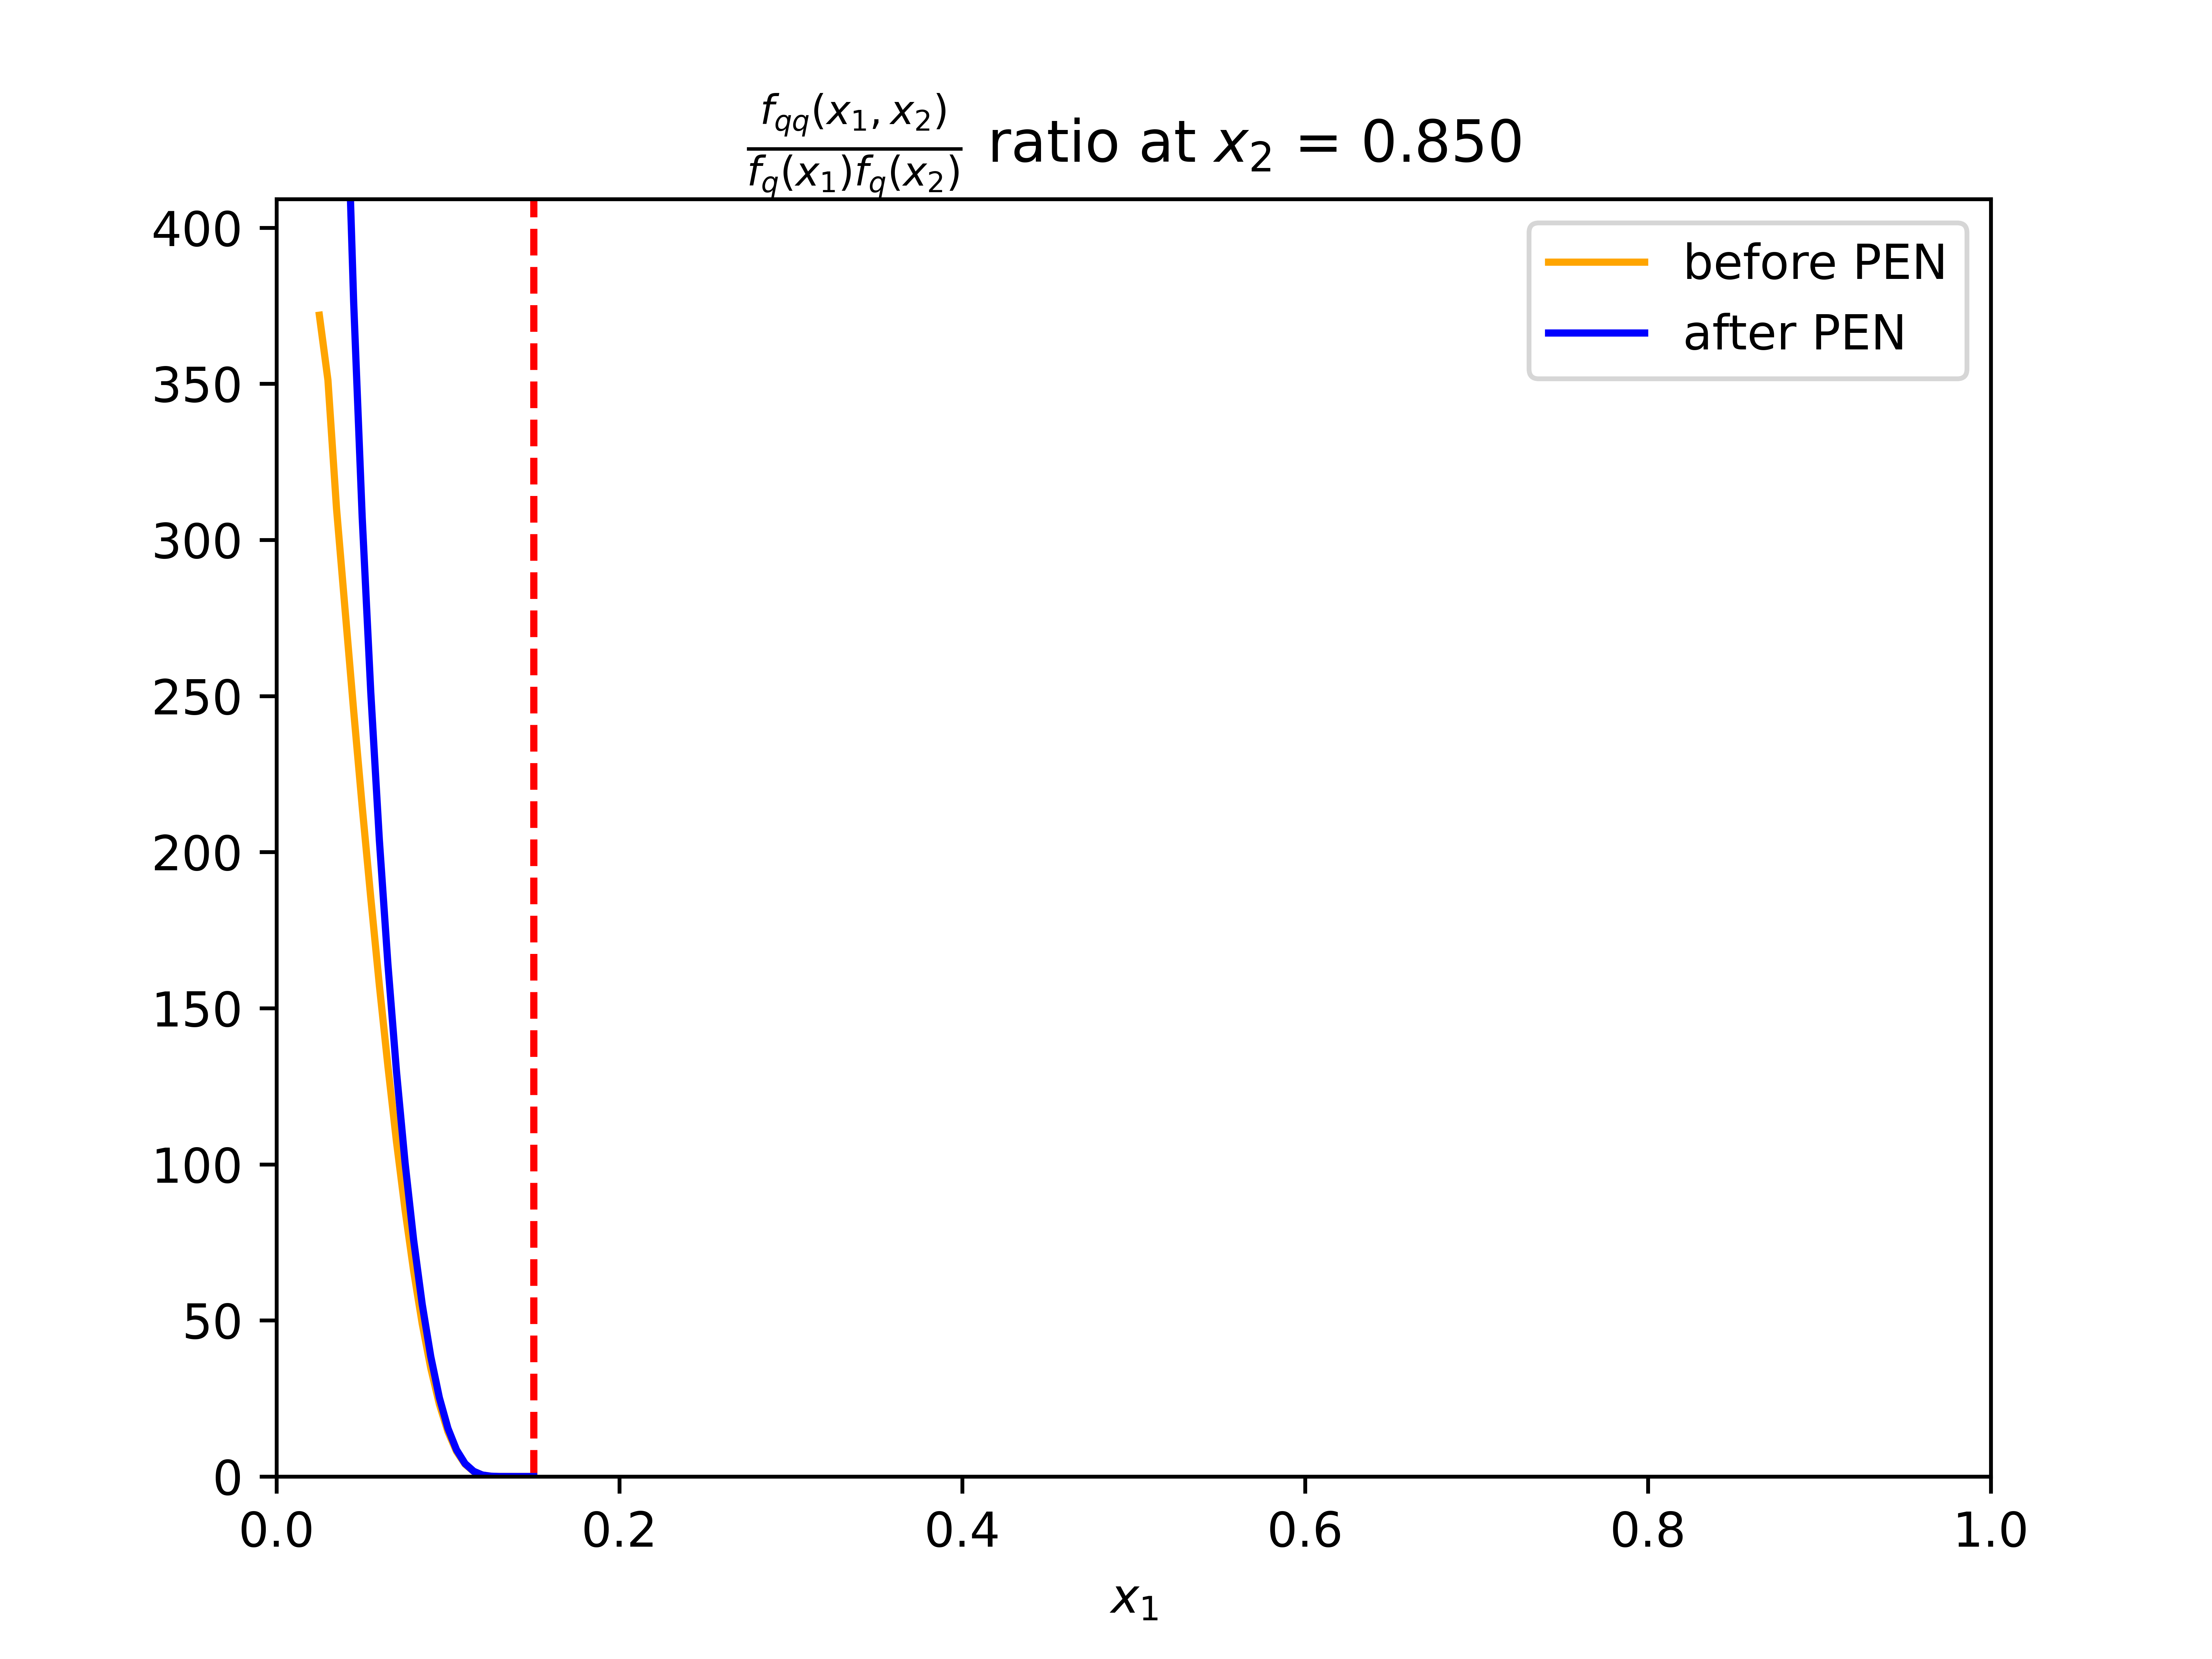 f_qq(x_1, x_2) / f_q(x_1)f_q(x_2) ratio at x_2 = 0.850
before PEN
after PEN
400
350
300
250
200
150
100
50
0
0.0 0.2 0.4 0.6 0.8 1.0
x_1